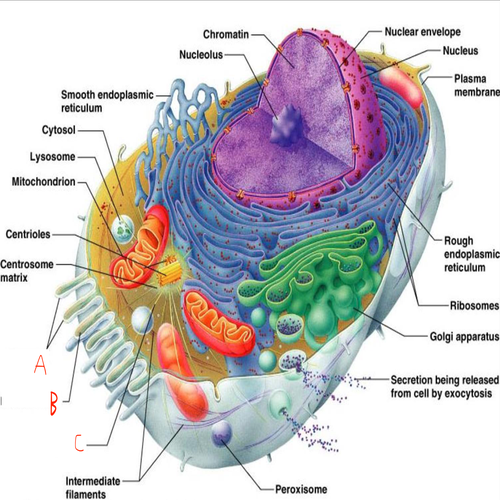 Chromatin
Nucleolus
Nuclear envelope
Nucleus
Plasma
membrane
Smooth endoplasmic
reticulum
Cytosol
Lysosome
Mitochondrion
Centrioles
Centrosome
matrix
Rough
endoplasmic
reticulum
Ribosomes
Golgi apparatus
Secretion being released
from cell by exocytosis
A
B
C
Intermediate
filaments
Peroxisome